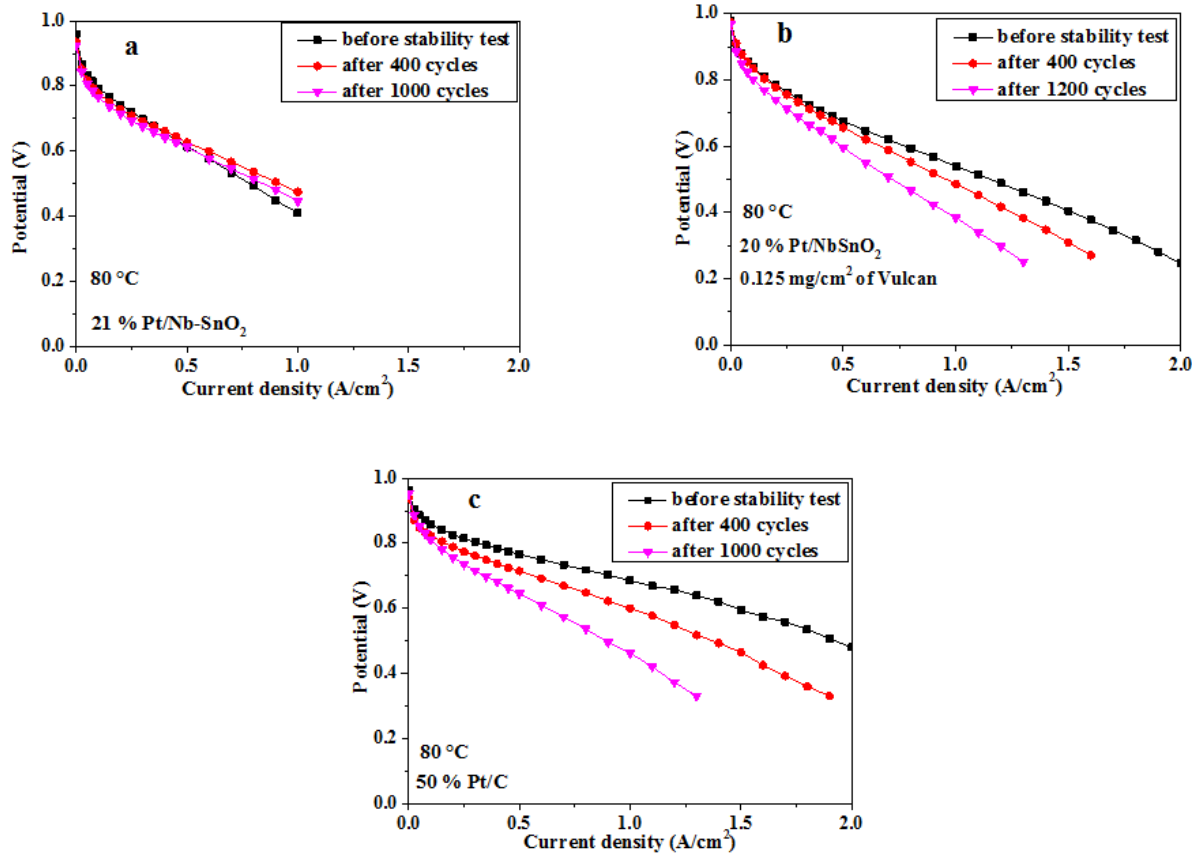 a
before stability test
after 400 cycles
after 1000 cycles
1.0
0.8
0.6
0.4
0.2
0.0
Potential (V)
80 °C
21 % Pt/Nb-SnO₂
0.0
0.5
1.0
1.5
2.0
Current density (A/cm²)
b
before stability test
after 400 cycles
after 1200 cycles
1.0
0.8
0.6
0.4
0.2
0.0
Potential (V)
80 °C
20 % Pt/NbSnO₂
0.125 mg/cm² of Vulcan
0.0
0.5
1.0
1.5
2.0
Current density (A/cm²)
c
before stability test
after 400 cycles
after 1000 cycles
1.0
0.8
0.6
0.4
0.2
0.0
Potential (V)
80 °C
50 % Pt/C
0.0
0.5
1.0
1.5
2.0
Current density (A/cm²)